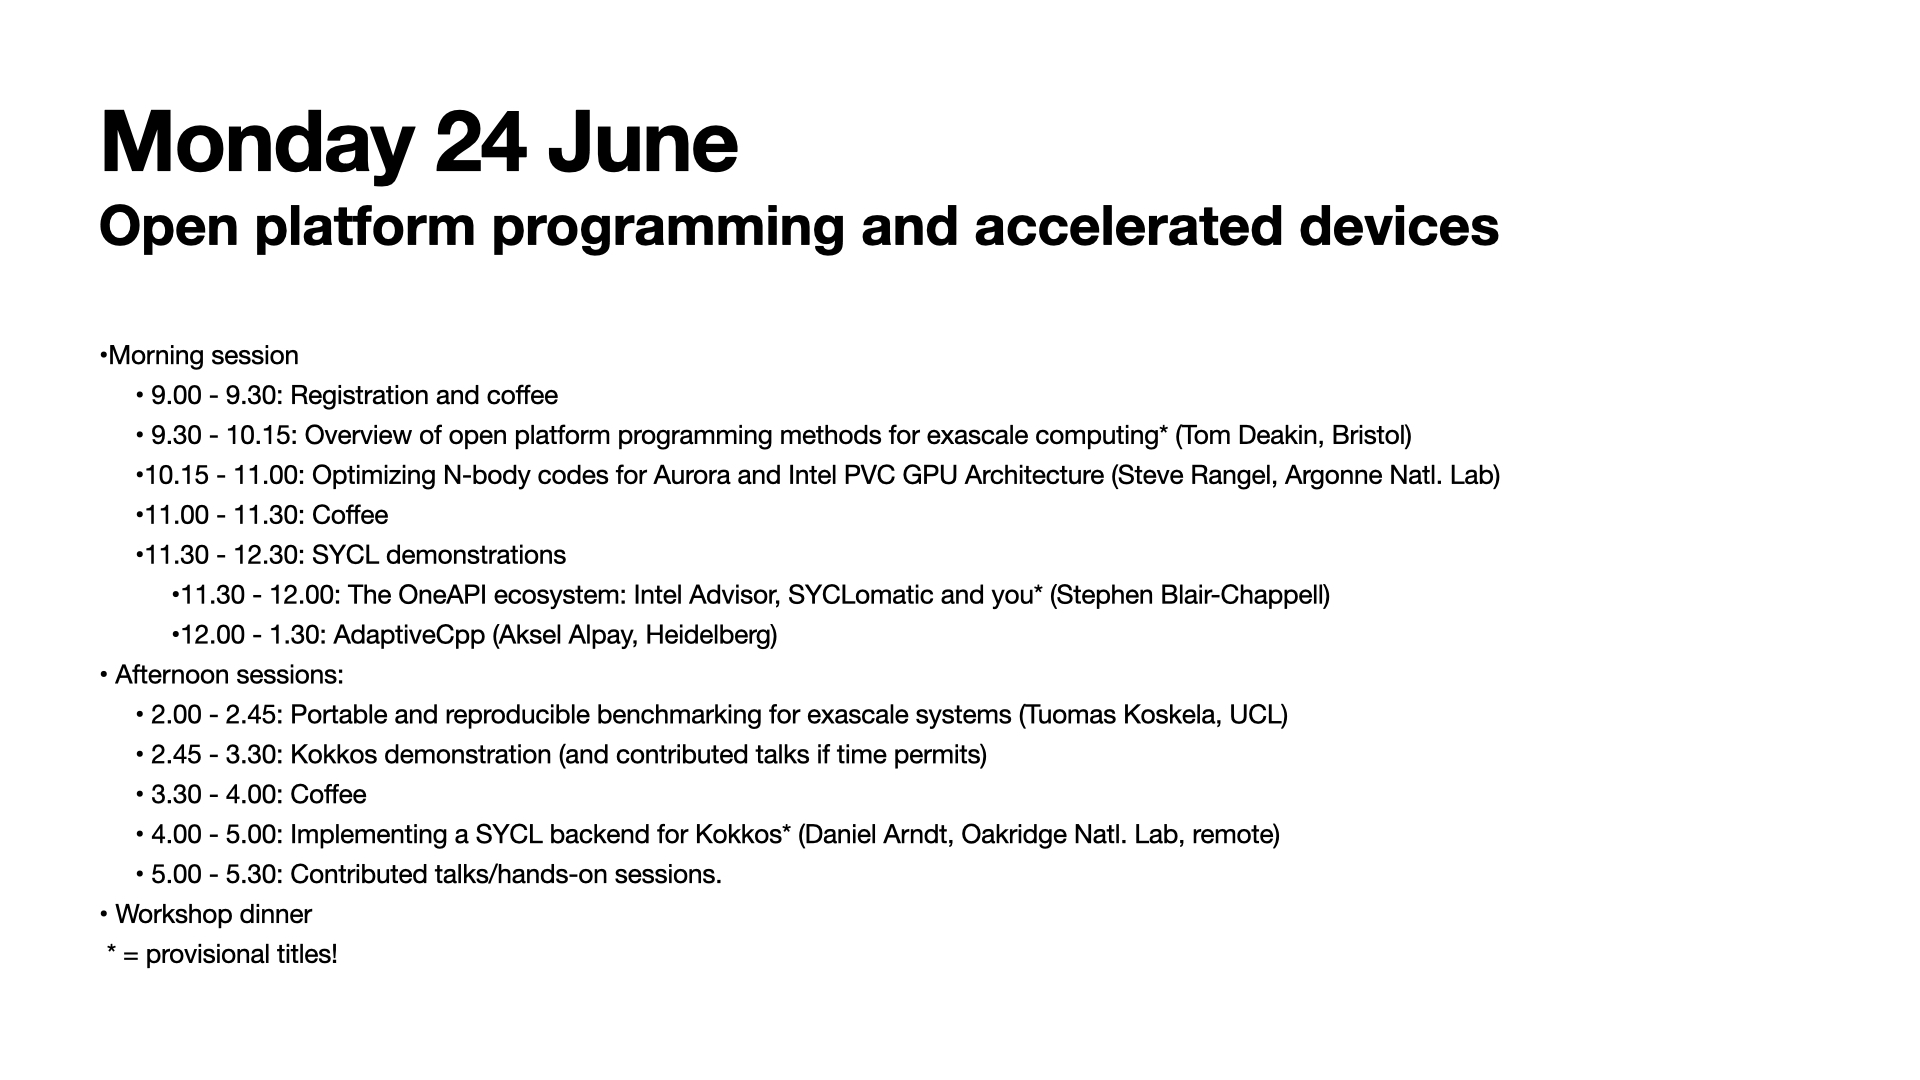 Monday 24 June
Open platform programming and accelerated devices
•Morning session
• 9.00 - 9.30: Registration and coffee
• 9.30 - 10.15: Overview of open platform programming methods for exascale computing* (Tom Deakin, Bristol)
•10.15 - 11.00: Optimizing N-body codes for Aurora and Intel PVC GPU Architecture (Steve Rangel, Argonne Natl. Lab)
•11.00 - 11.30: Coffee
•11.30 - 12.30: SYCL demonstrations
•11.30 - 12.00: The OneAPI ecosystem: Intel Advisor, SYCLomatic and you* (Stephen Blair-Chappell)
•12.00 - 1.30: AdaptiveCpp (Aksel Alpay, Heidelberg)
• Afternoon sessions:
• 2.00 - 2.45: Portable and reproducible benchmarking for exascale systems (Tuomas Koskela, UCL)
• 2.45 - 3.30: Kokkos demonstration (and contributed talks if time permits)
• 3.30 - 4.00: Coffee
• 4.00 - 5.00: Implementing a SYCL backend for Kokkos* (Daniel Arndt, Oakridge Natl. Lab, remote)
• 5.00 - 5.30: Contributed talks/hands-on sessions.
• Workshop dinner
* = provisional titles!